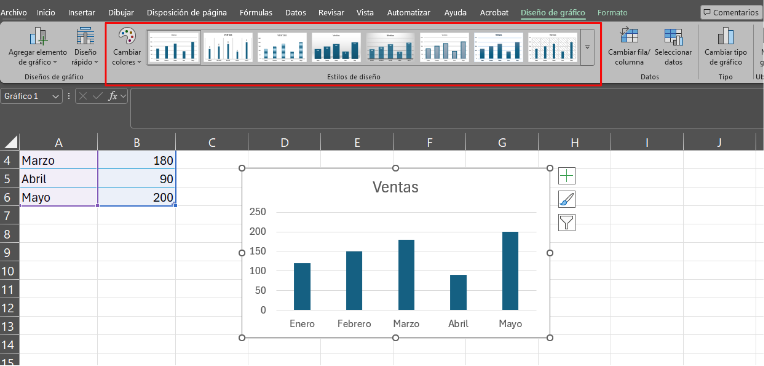 Archivo Inicio Insertar Dibujar Disposición de página Fórmulas Datos Revisar Vista Automatizar Ayuda Acrobat Diseño de gráfico Formato Comentarios
Agregar elemento de gráfico
Diseño rápido
Cambiar colores
Cambiar fila/ columna
Seleccionar datos
Cambiar tipo de gráfico
Diseños de gráfico Estilos de diseño Datos Tipo
Gráfico 1 fx
A B C D E F G H I J
4 Marzo 180
5 Abril 90
6 Mayo 200
7
8
9
10
11
12
13
14
15
Ventas
250
200
150
100
50
0
Enero Febrero Marzo Abril Mayo